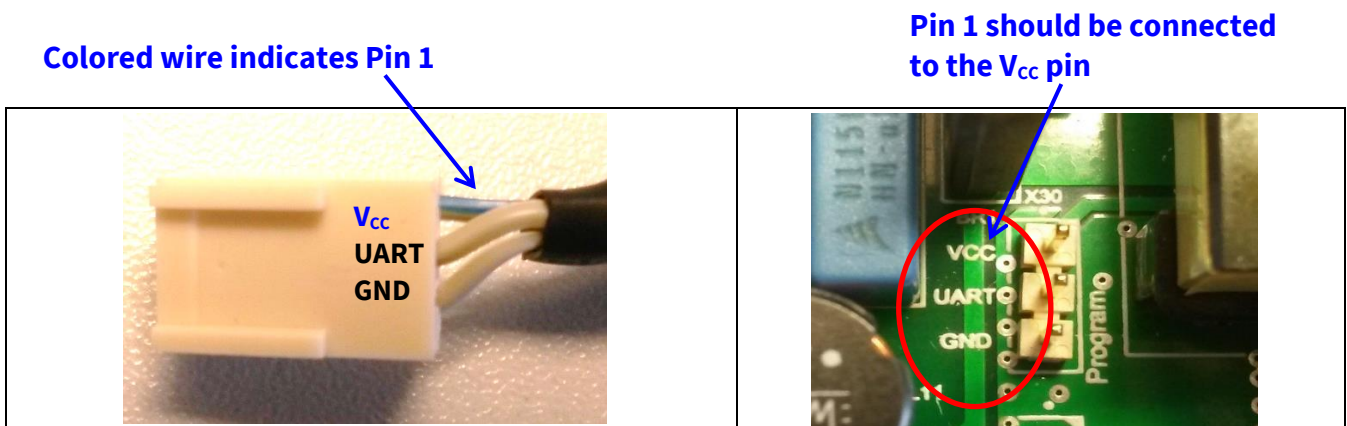 Colored wire indicates Pin 1
Pin 1 should be connected
to the VCC pin
VCC
UART
GND
N115
X30
VCC
UART
GND
Program